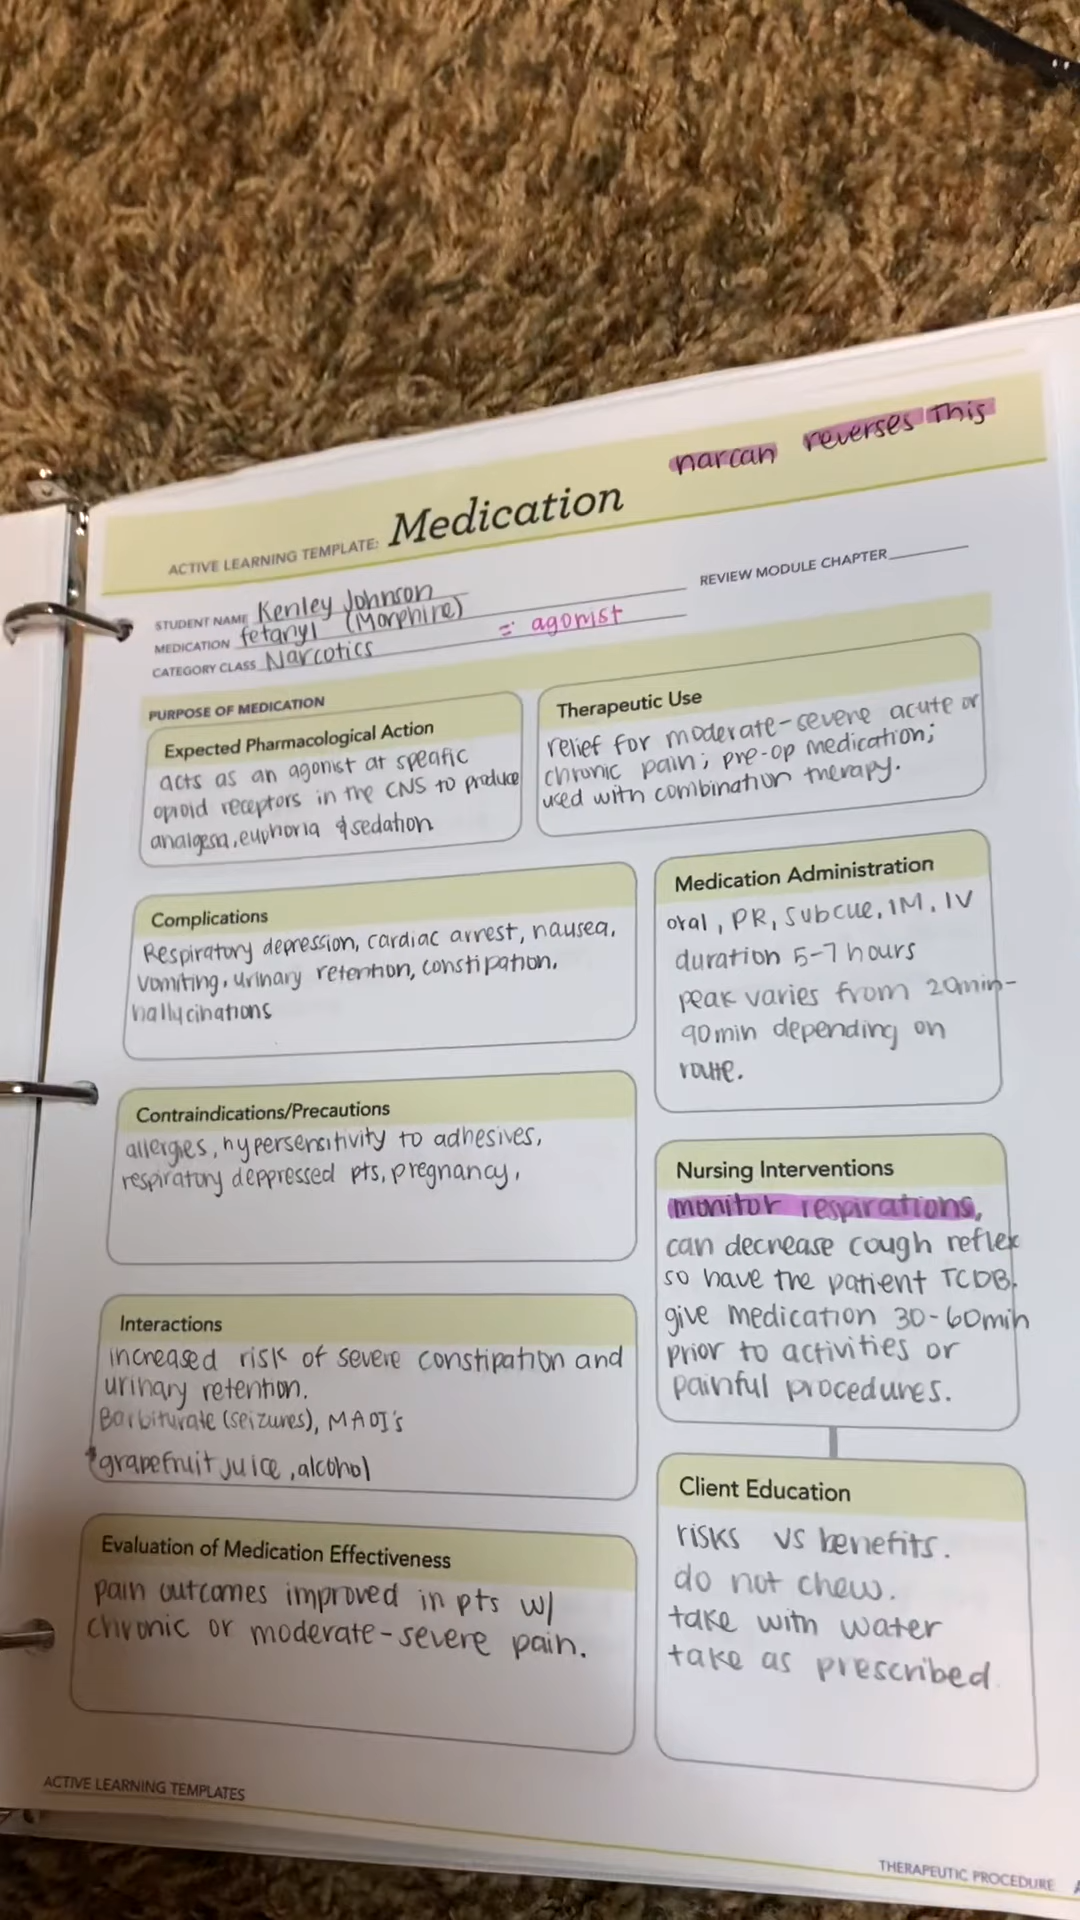 narcan reverses This
ACTIVE LEARNING TEMPLATE: Medication
STUDENT NAME Kenley Johnson
REVIEW MODULE CHAPTER
MEDICATION fetanyl (Morphire) = agonist
CATEGORY CLASS Narcotics
PURPOSE OF MEDICATION
Expected Pharmacological Action
acts as an agonist at specific
opioid receptors in the CNS to produce
analgesia, euphoria & sedation
Therapeutic Use
relief for moderate-severe acute or
chronic pain; pre-op medication;
used with combination therapy.
Complications
Respiratory depression, cardiac arrest, nausea,
vomiting, urinary retention, constipation,
hallucinations
Medication Administration
oral, PR, subcue, IM, IV
duration 5-7 hours
peak varies from 20min-
90min depending on
route.
Contraindications/Precautions
allergies, hypersensitivity to adhesives,
respiratory deppressed pts, pregnancy,
Nursing Interventions
monitor respirations,
can decrease cough reflex
so have the patient TCDB.
give medication 30-60min
prior to activities or
painful procedures.
Interactions
increased risk of severe constipation and
urinary retention.
Barbiturate (seizures), MAOI's
*grapefruit juice, alcohol
Client Education
risks vs benefits.
do not chew.
take with water
take as prescribed
Evaluation of Medication Effectiveness
pain outcomes improved in pts w/
chronic or moderate-severe pain.
ACTIVE LEARNING TEMPLATES
THERAPEUTIC PROCEDURE